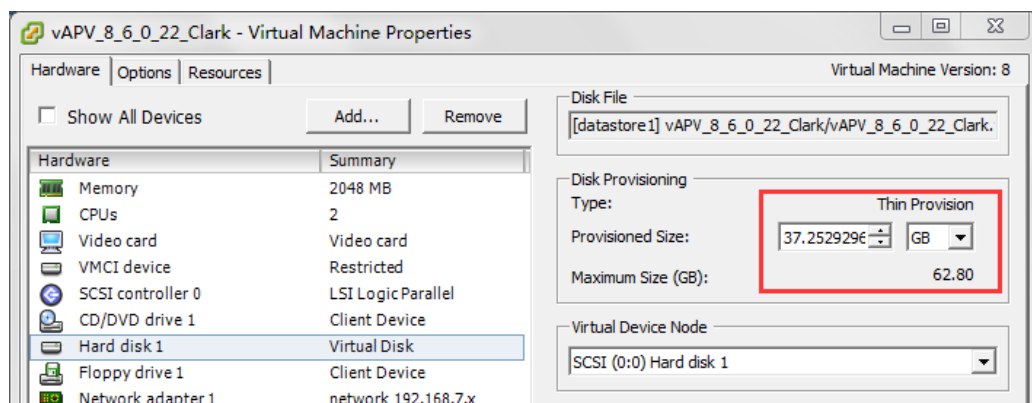 vAPV_8_6_0_22_Clark - Virtual Machine Properties
Hardware Options Resources
Virtual Machine Version: 8
Show All Devices
Add...
Remove
Hardware Summary
Memory 2048 MB
CPUs 2
Video card Video card
VMCI device Restricted
SCSI controller 0 LSI Logic Parallel
CD/DVD drive 1 Client Device
Hard disk 1 Virtual Disk
Floppy drive 1 Client Device
Network adapter 1 network 192.168.7.x
Disk File
[datastore1] vAPV_8_6_0_22_Clark/vAPV_8_6_0_22_Clark.
Disk Provisioning
Type: Thin Provision
Provisioned Size: 37.2529296 GB
Maximum Size (GB): 62.80
Virtual Device Node
SCSI (0:0) Hard disk 1